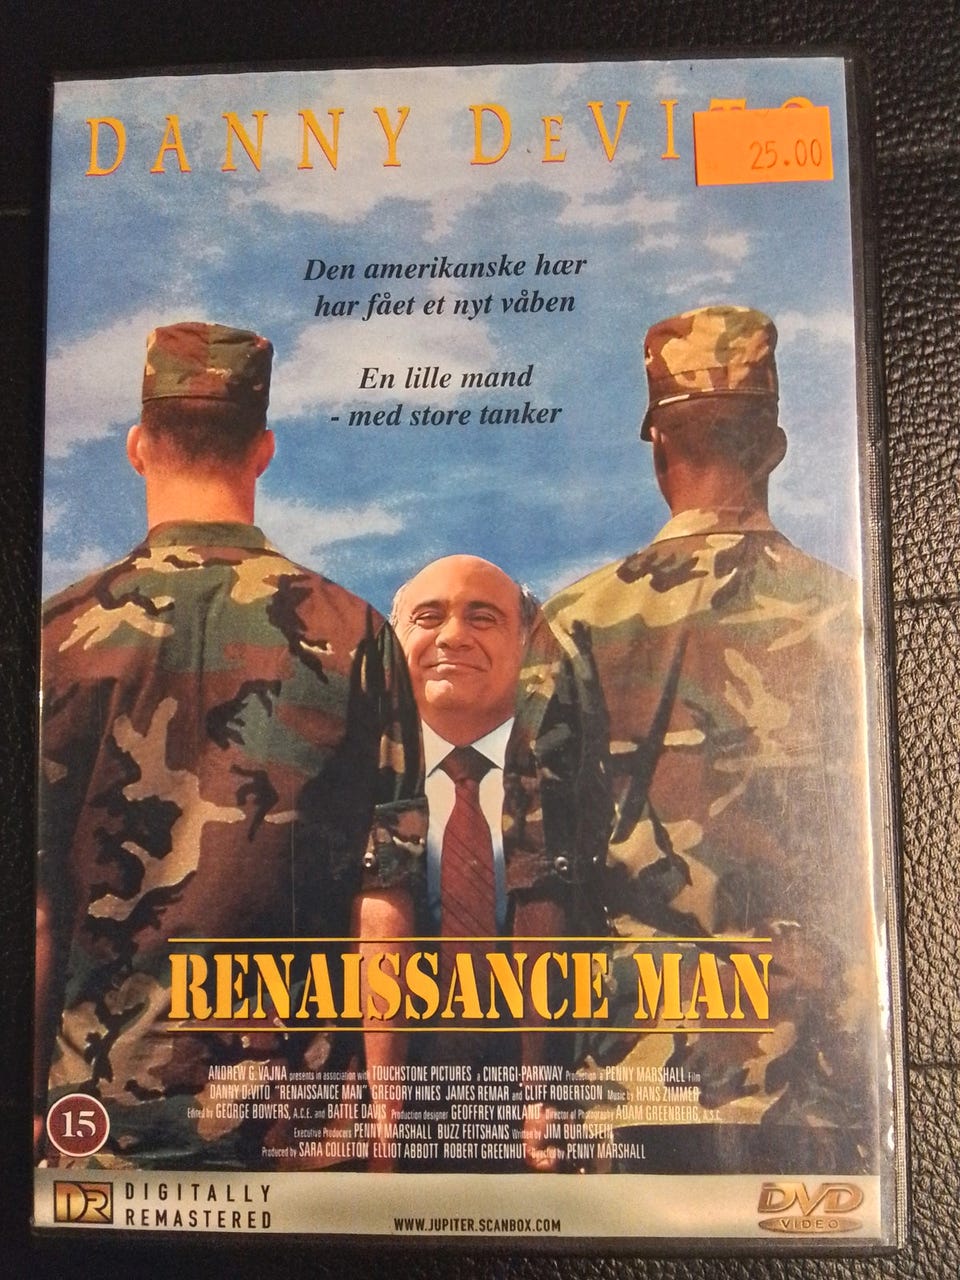 DANNY DEVITO
25.00
Den amerikanske hær
har fået et nyt våben
En lille mand
- med store tanker
RENAISSANCE MAN
ANDREW G. VAJNA presents in association with TOUCHSTONE PICTURES a CINERGI-PARKWAY Production a PENNY MARSHALL Film
DANNY DeVITO "RENAISSANCE MAN" GREGORY HINES JAMES REMAR and CLIFF ROBERTSON Music by HANS ZIMMER
Edited by GEORGE BOWERS, A.C.E. and BATTLE DAVIS Production designer GEOFFREY KIRKLAND Director of Photography ADAM GREENBERG, A.S.C.
Executive Producers PENNY MARSHALL BUZZ FEITSHANS Written by JIM BURNSTEIN
Produced by SARA COLLETON ELLIOT ABBOTT ROBERT GREENHUT Directed by PENNY MARSHALL
15
DR DIGITALLY
REMASTERED
WWW.JUPITER.SCANBOX.COM
DVD
VIDEO